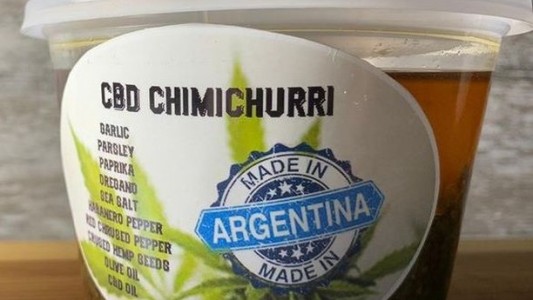 CBD CHIMICHURRI
GARLIC
PARSLEY
PAPRIKA
OREGANO
SEA SALT
HABANERO PEPPER
RED CRUSHED PEPPER
CRUSHED HEMP SEEDS
OLIVE OIL
CBD OIL
MADE IN
ARGENTINA
MADE IN